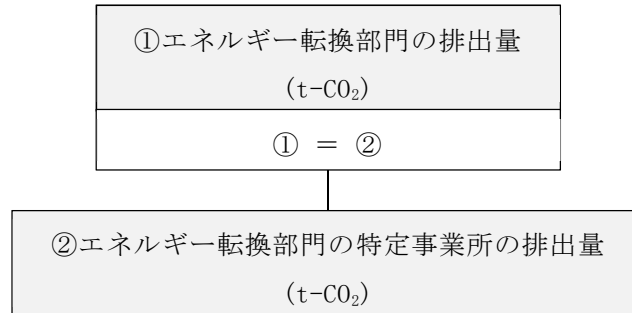 ①エネルギー転換部門の排出量
(t-CO₂)
① = ②
②エネルギー転換部門の特定事業所の排出量
(t-CO₂)